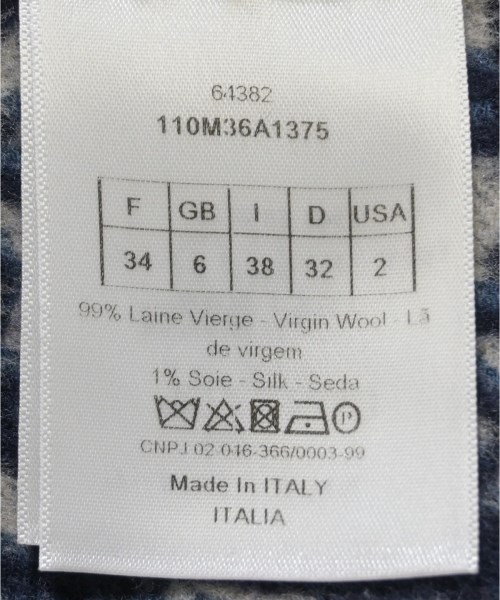 64382
110M36A1375
F GB I D USA
34 6 38 32 2
99% Laine Vierge - Virgin Wool - Lã
de virgem
1% Soie - Silk - Seda
P
CNPJ 02-046-366/0003-99
Made In ITALY
ITALIA